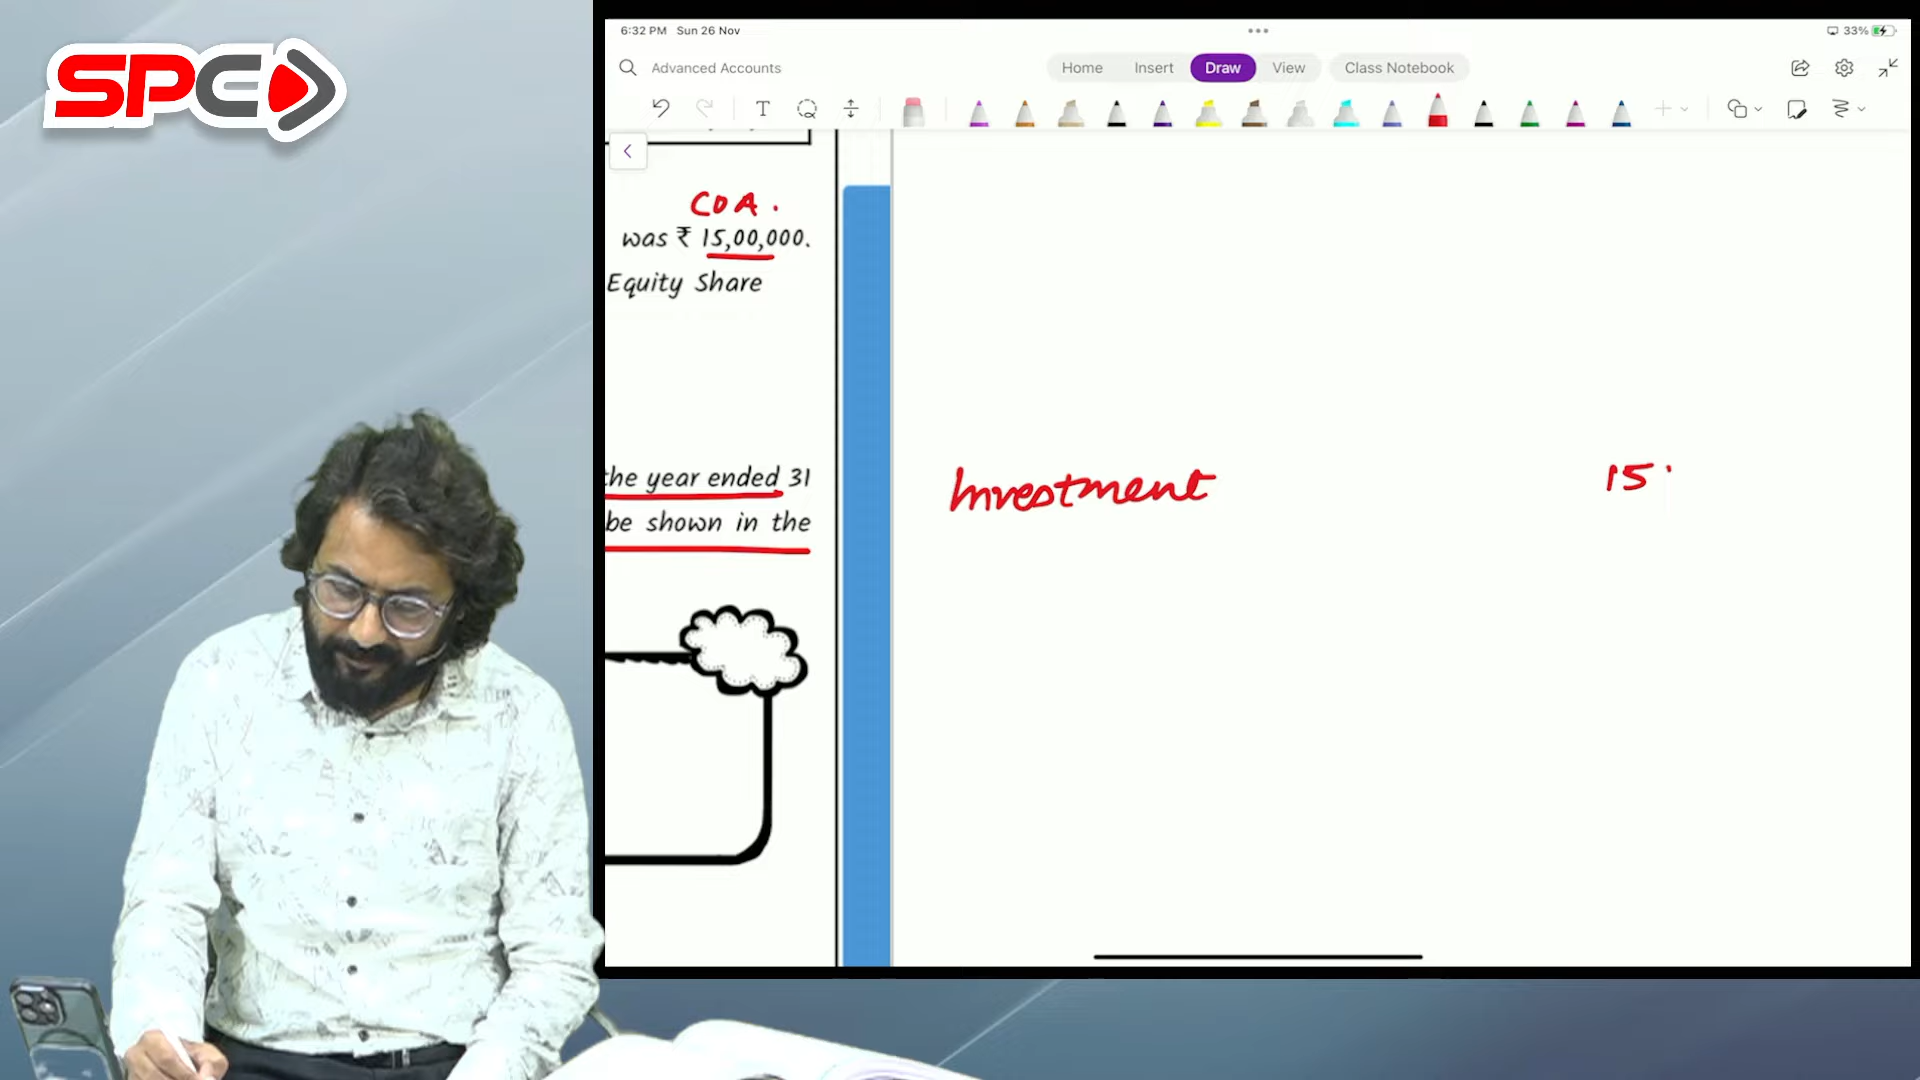 SPC
6:32 PM Sun 26 Nov
33%
Advanced Accounts
Home Insert Draw View Class Notebook
T
COA.
was ₹ 15,00,000.
Equity Share
the year ended 31
be shown in the
Investment 15